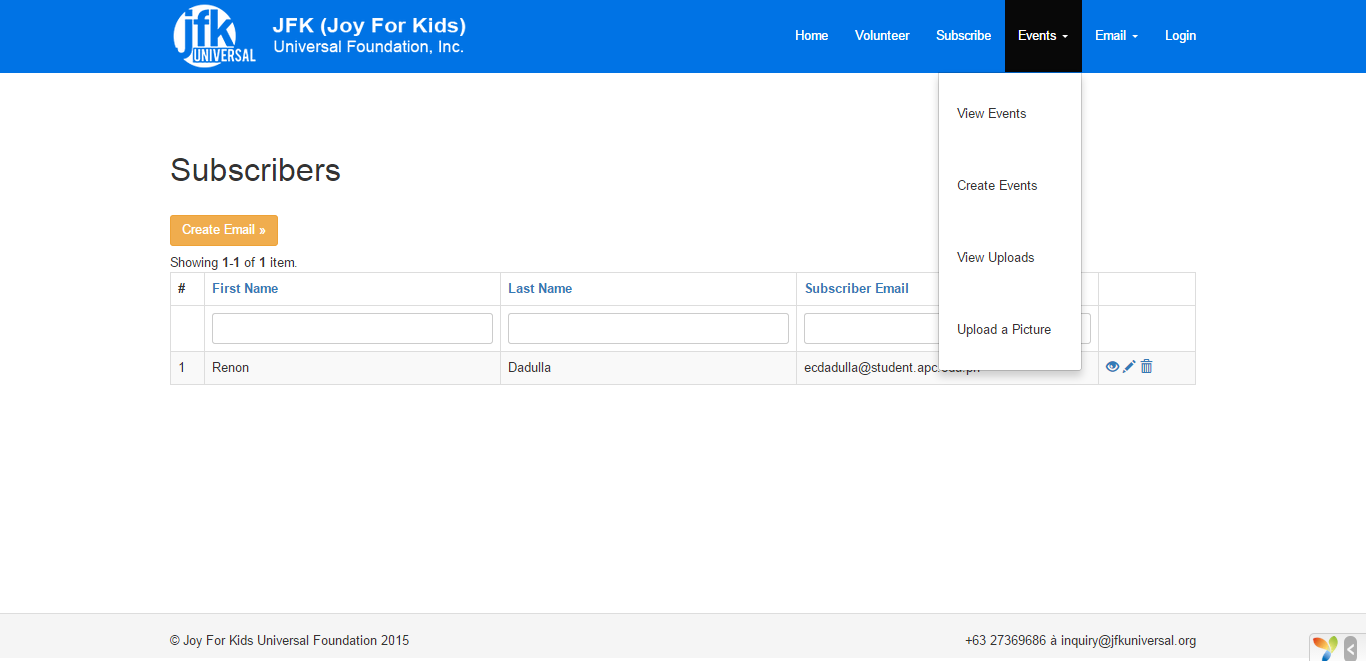 jfk
UNIVERSAL
JFK (Joy For Kids)
Universal Foundation, Inc.
Home Volunteer Subscribe Events Email Login
View Events
Create Events
View Uploads
Upload a Picture
Subscribers
Create Email »
Showing 1-1 of 1 item.
# First Name Last Name Subscriber Email
1 Renon Dadulla ecdadulla@student.apc.edu.ph
© Joy For Kids Universal Foundation 2015
+63 27369686 à inquiry@jfkuniversal.org